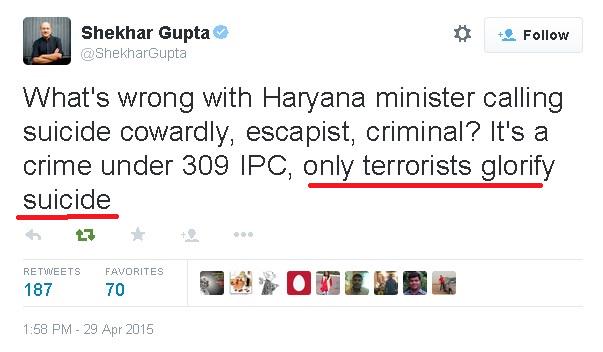 Shekhar Gupta
@ShekharGupta
Follow
What's wrong with Haryana minister calling
suicide cowardly, escapist, criminal? It's a
crime under 309 IPC, only terrorists glorify
suicide
RETWEETS FAVORITES
187 70
1:58 PM - 29 Apr 2015